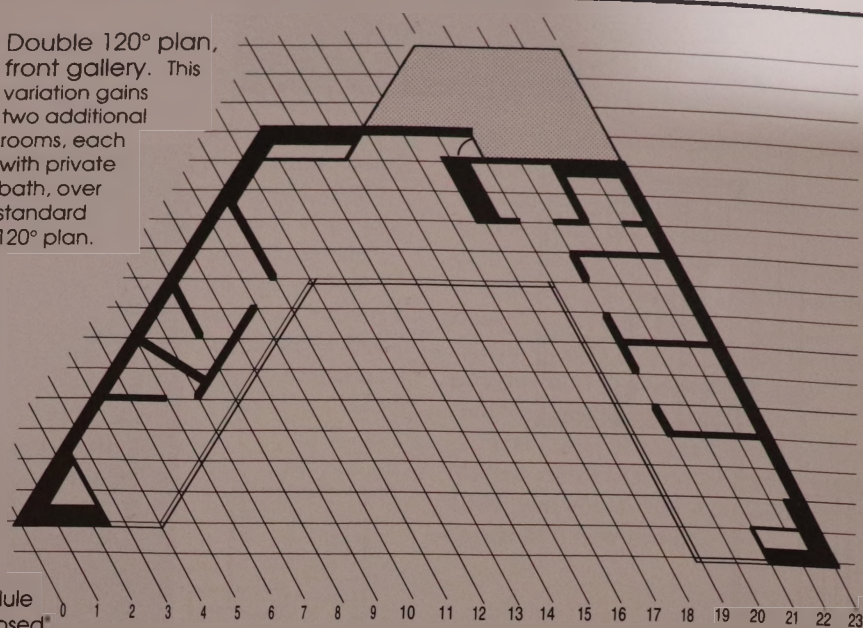 Double 120° plan,
front gallery. This
variation gains
two additional
rooms, each
with private
bath, over
standard
120° plan.
0 1 2 3 4 5 6 7 8 9 10 11 12 13 14 15 16 17 18 19 20 21 22 23